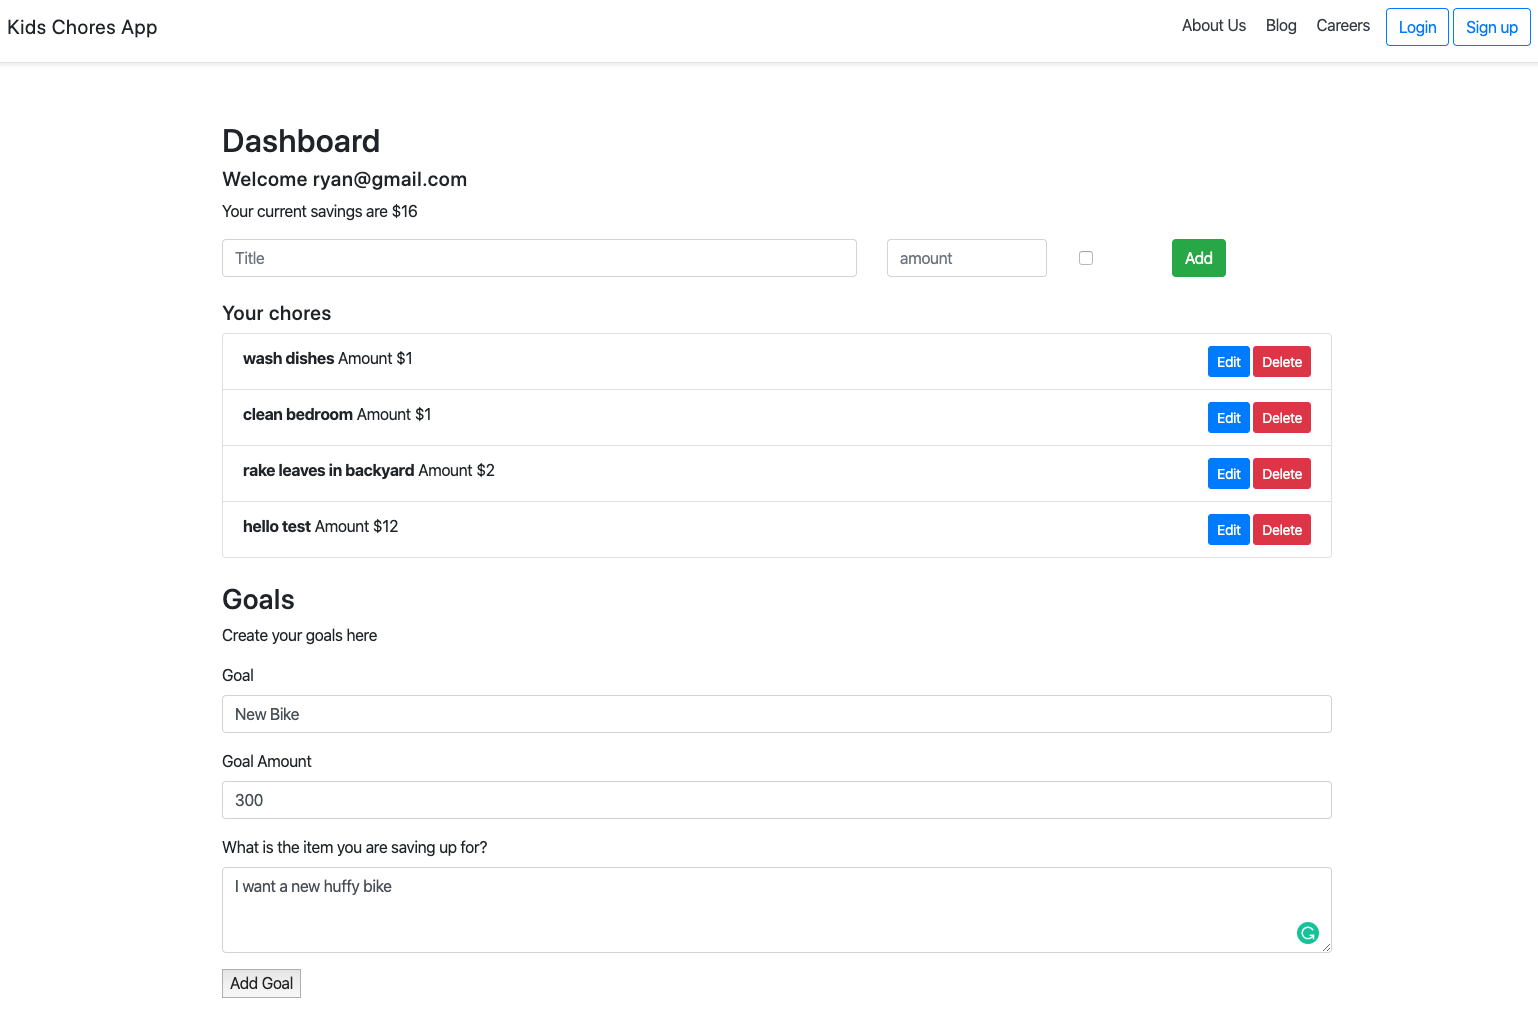 Kids Chores App
About Us Blog Careers Login Sign up
Dashboard
Welcome ryan@gmail.com
Your current savings are $16
Title amount Add
Your chores
wash dishes Amount $1 Edit Delete
clean bedroom Amount $1 Edit Delete
rake leaves in backyard Amount $2 Edit Delete
hello test Amount $12 Edit Delete
Goals
Create your goals here
Goal
New Bike
Goal Amount
300
What is the item you are saving up for?
I want a new huffy bike
Add Goal